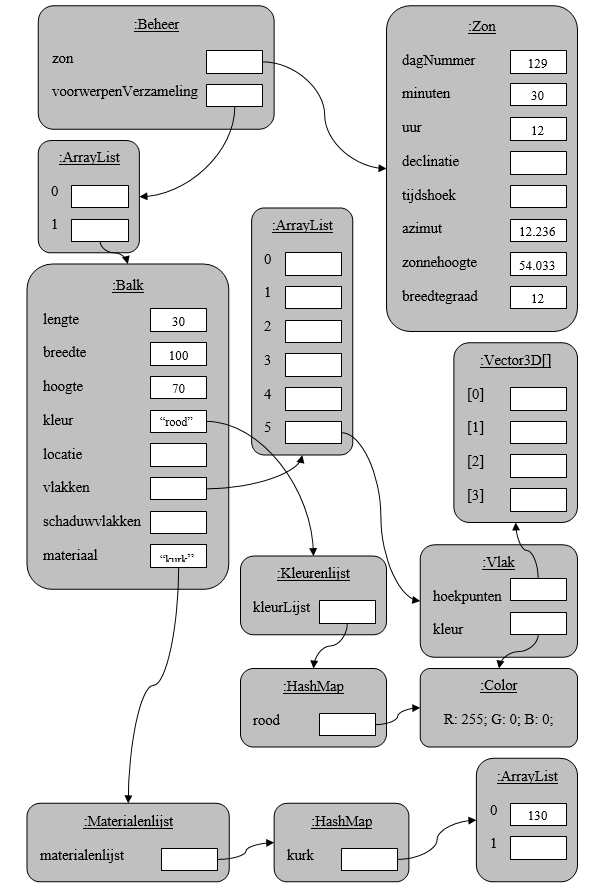 :Beheer
zon
voorwerpenVerzameling
:Zon
dagNummer 129
minuten 30
uur 12
declinatie
tijdshoek
azimut 12.236
zonnehoogte 54.033
breedtegraad 12
:ArrayList
0
1
:ArrayList
0
1
2
3
4
5
:Balk
lengte 30
breedte 100
hoogte 70
kleur “rood”
locatie
vlakken
schaduwvlakken
materiaal “kurk”
:Vector3D[]
[0]
[1]
[2]
[3]
:Kleurenlijst
kleurLijst
:Vlak
hoekpunten
kleur
:HashMap
rood
:Color
R: 255; G: 0; B: 0;
:Materialenlijst
materialenlijst
:HashMap
kurk
:ArrayList
0 130
1